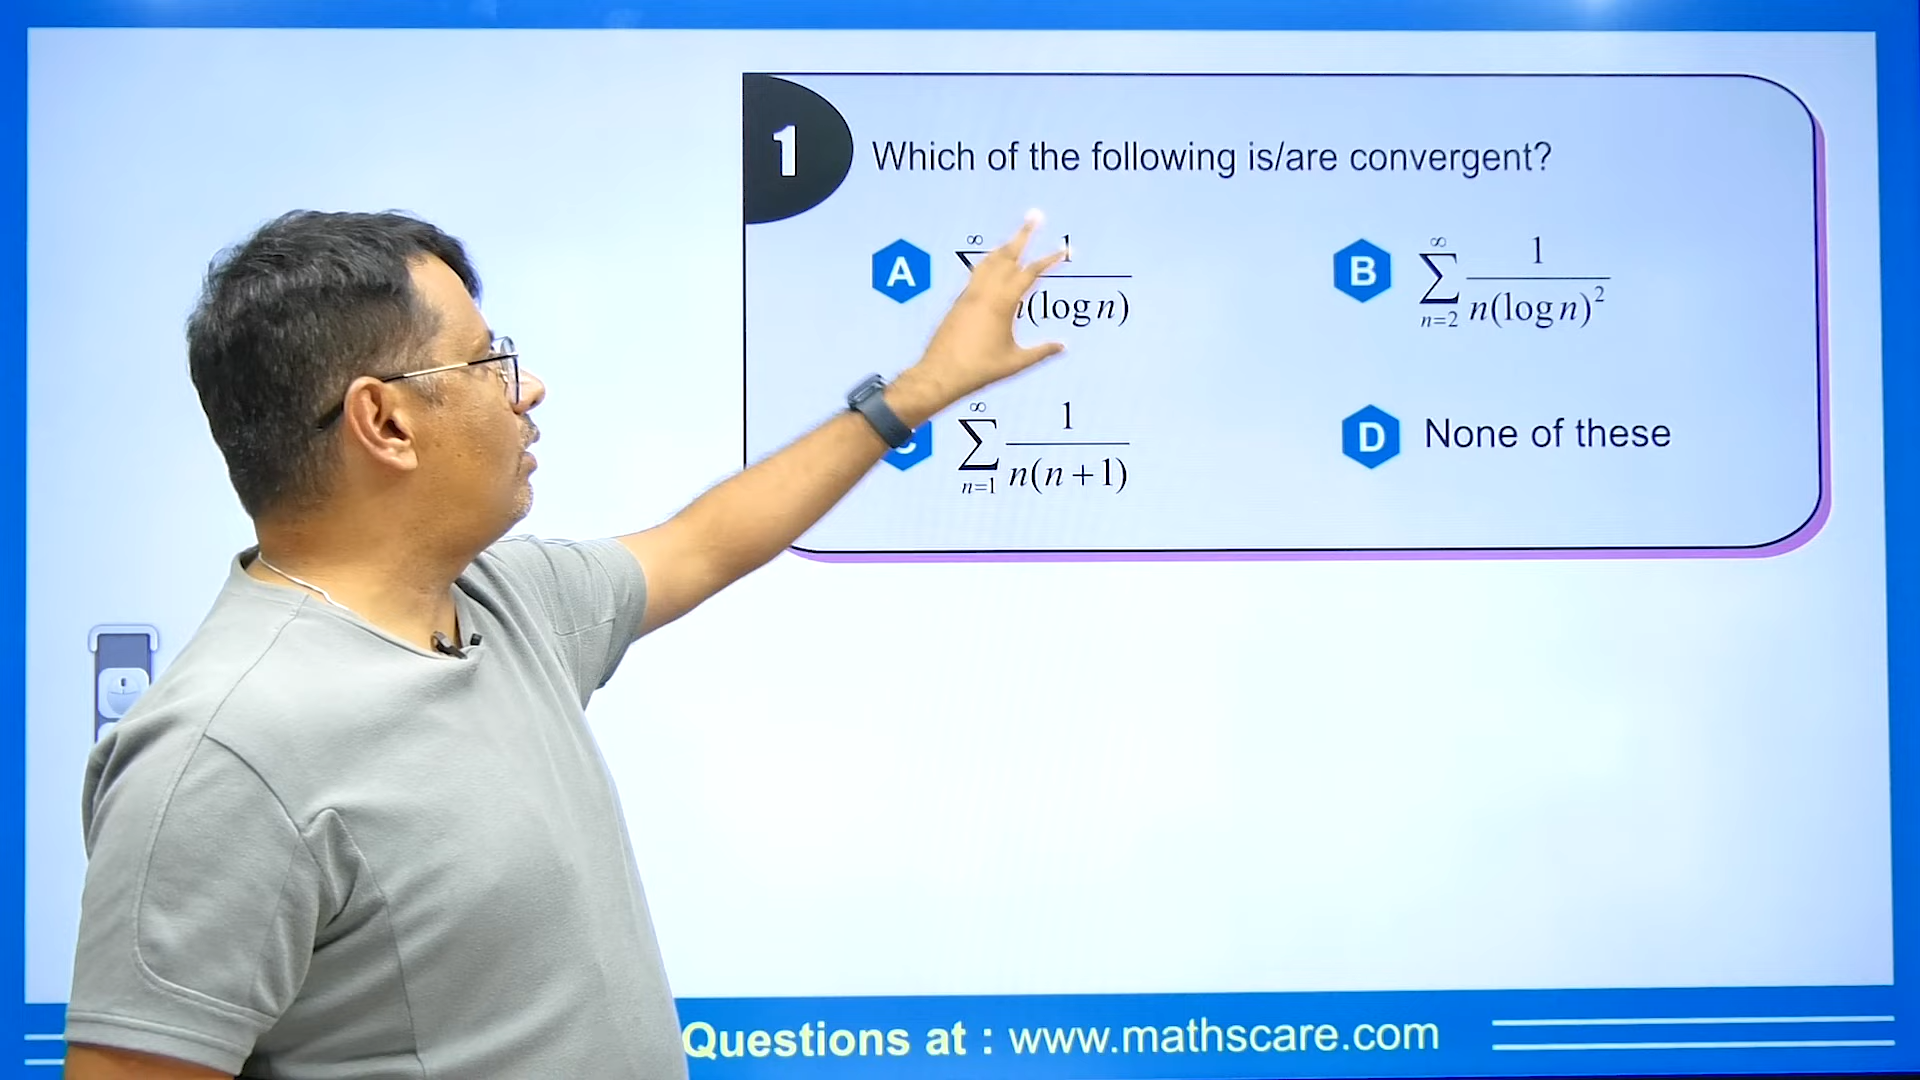 1
Which of the following is/are convergent?
A ∞ 1 (log n)
B ∞ ∑ n=2 1 n(log n)²
∞ ∑ n=1 1 n(n+1)
D None of these
Questions at : www.mathscare.com